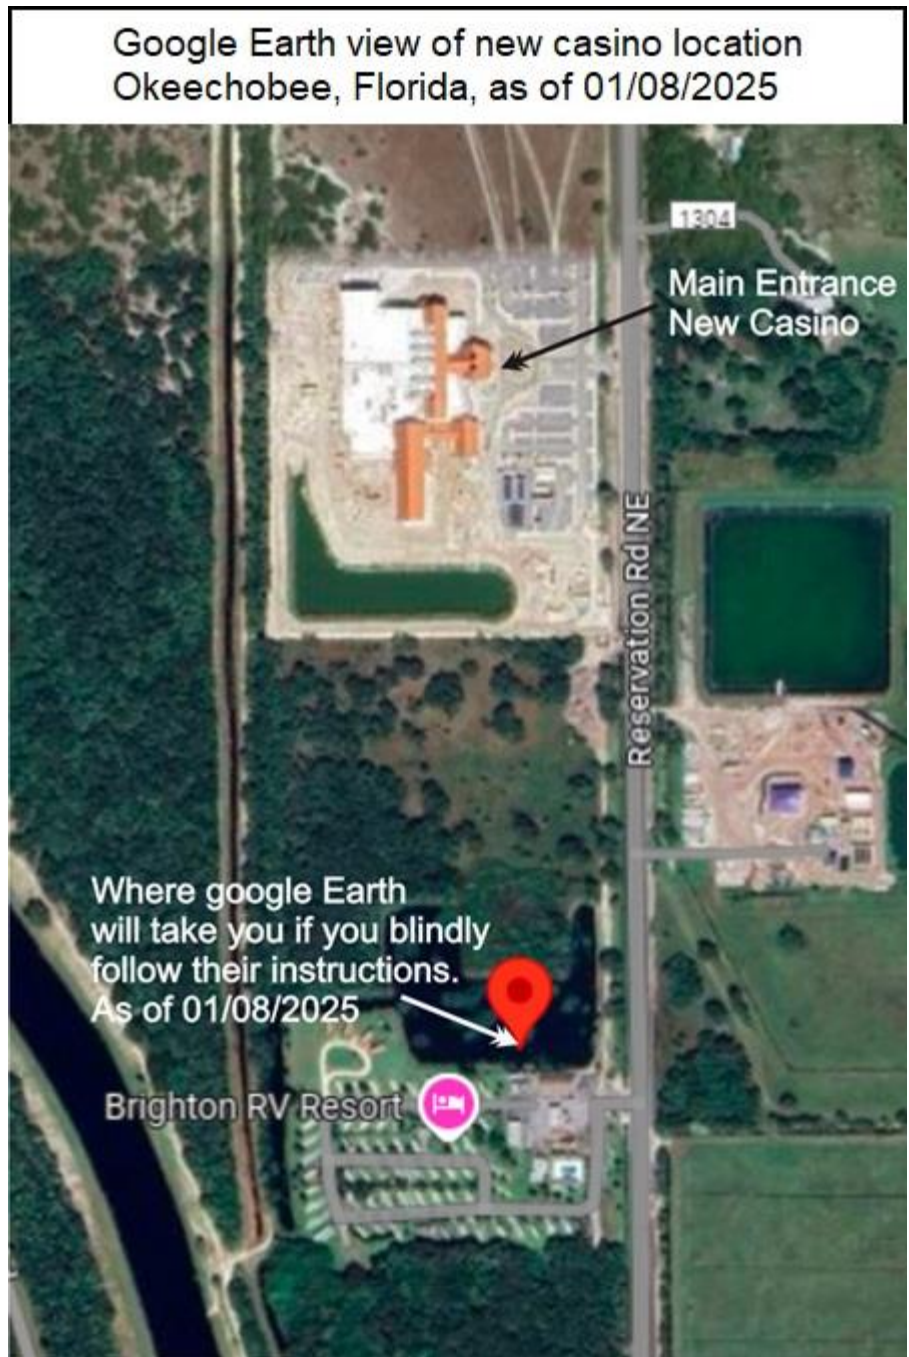 Google Earth view of new casino location
Okeechobee, Florida, as of 01/08/2025
1304
Main Entrance
New Casino
Reservation Rd NE
Where google Earth
will take you if you blindly
follow their instructions.
As of 01/08/2025
Brighton RV Resort